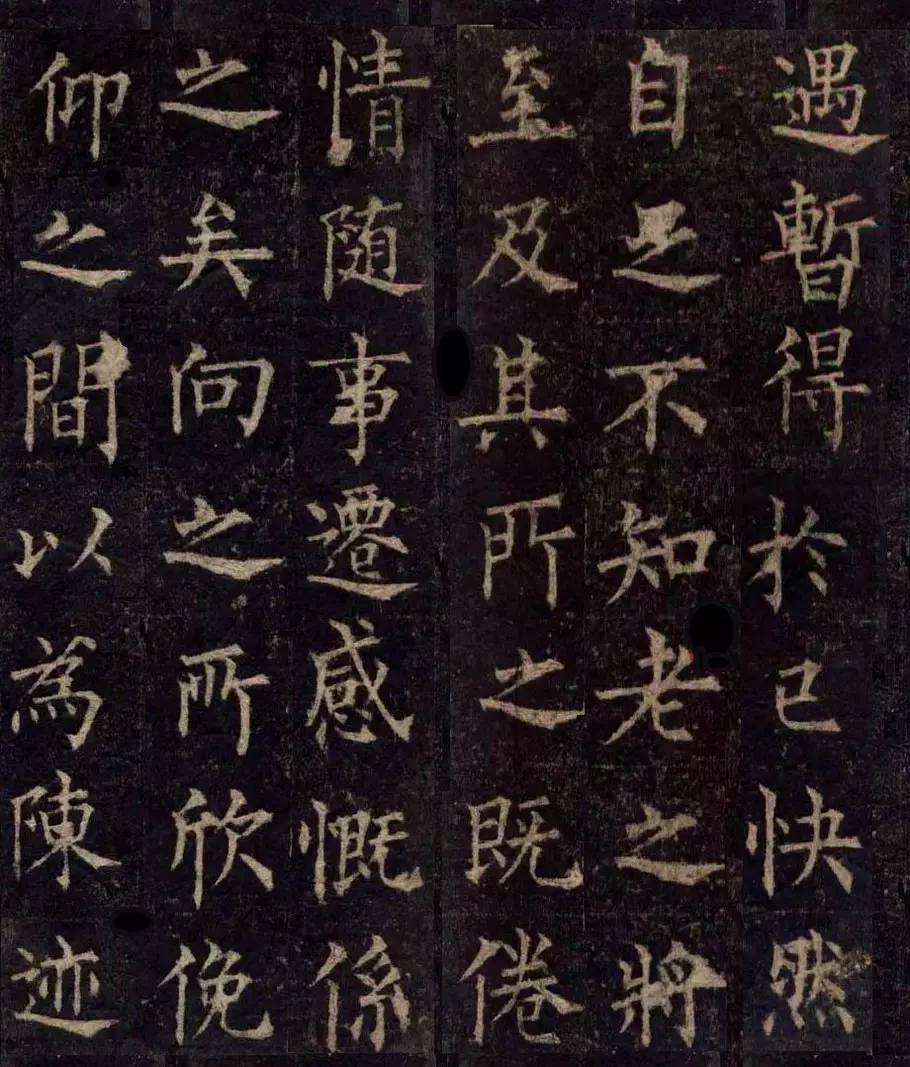 遇暫得於己快然
自足不知老之將
至及其所之既倦
情随事遷感慨係
之矣向之所欣俛
仰之間以為陳迹